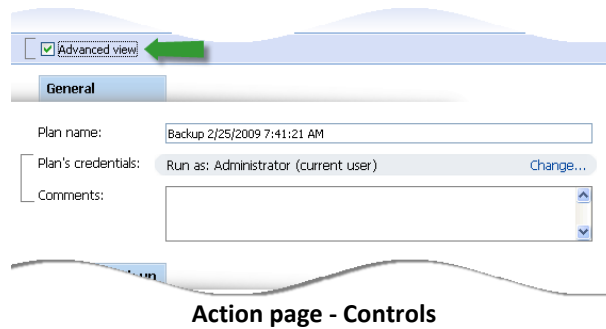 Advanced view
General
Plan name: Backup 2/25/2009 7:41:21 AM
Plan's credentials: Run as: Administrator (current user) Change...
Comments:
Action page - Controls